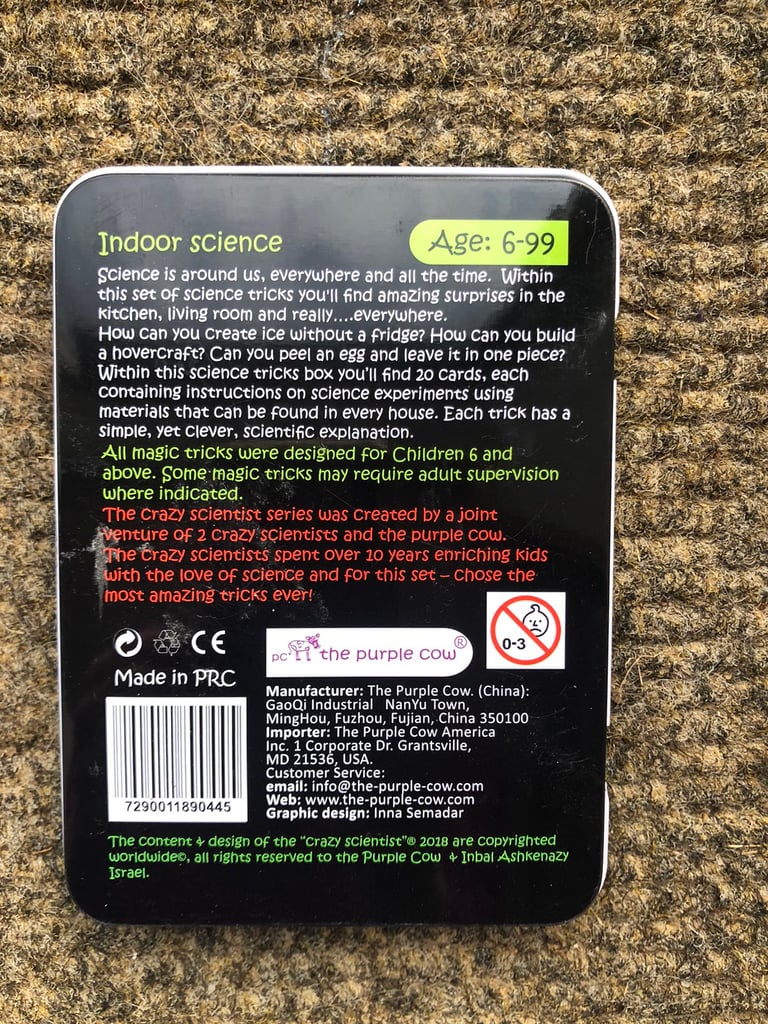 Indoor science
Age: 6-99
Science is around us, everywhere and all the time. Within
this set of science tricks you'll find amazing surprises in the
kitchen, living room and really....everywhere.
How can you create ice without a fridge? How can you build
a hovercraft? Can you peel an egg and leave it in one piece?
Within this science tricks box you'll find 20 cards, each
containing instructions on science experiments using
materials that can be found in every house. Each trick has a
simple, yet clever, scientific explanation.
All magic tricks were designed for Children 6 and
above. Some magic tricks may require adult supervision
where indicated.
The crazy scientist series was created by a joint
venture of 2 crazy scientists and the purple cow.
The crazy scientists spent over 10 years enriching kids
with the love of science and for this set – chose the
most amazing tricks ever!
0-3
CE
pc the purple cow®
Made in PRC
Manufacturer: The Purple Cow. (China):
GaoQi Industrial NanYu Town,
MingHou, Fuzhou, Fujian, China 350100
Importer: The Purple Cow America
Inc. 1 Corporate Dr. Grantsville,
MD 21536, USA.
Customer Service:
email: info@the-purple-cow.com
Web: www.the-purple-cow.com
Graphic design: Inna Semadar
7290011890445
The content & design of the "crazy scientist"® 2018 are copyrighted
worldwide©, all rights reserved to the Purple Cow & Inbal Ashkenazy
Israel.